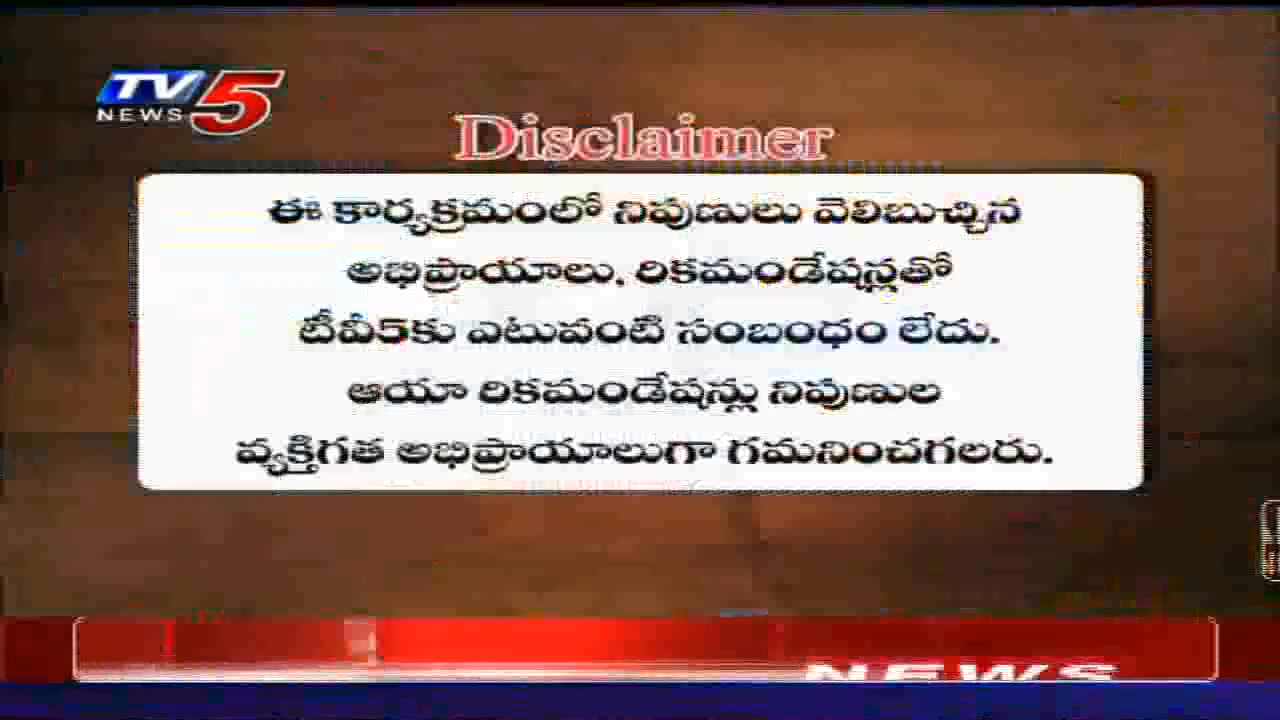 TV5
NEWS
Disclaimer
ఈ కార్యక్రమంలో నిపుణులు వెలిబుచ్చిన
అభిప్రాయాలు, రికమండేషన్లతో
టీవీ5కు ఎటువంటి సంబంధం లేదు.
ఆయా రికమండేషన్లు నిపుణుల
వ్యక్తిగత అభిప్రాయాలుగా గమనించగలరు.
NEWS